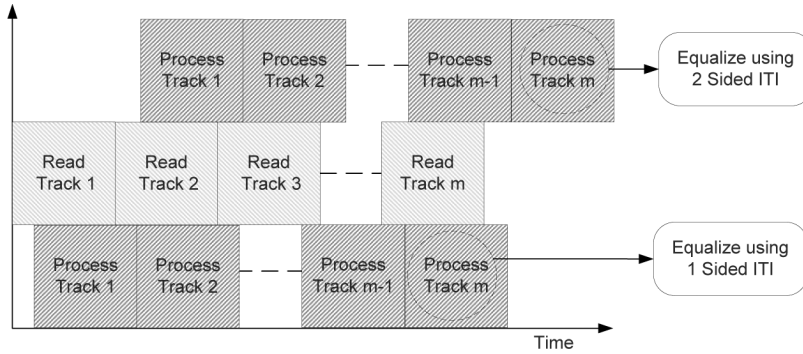 Process
Track 1
Process
Track 2
Process
Track m-1
Process
Track m
Equalize using
2 Sided ITI
Read
Track 1
Read
Track 2
Read
Track 3
Read
Track m
Process
Track 1
Process
Track 2
Process
Track m-1
Process
Track m
Equalize using
1 Sided ITI
Time